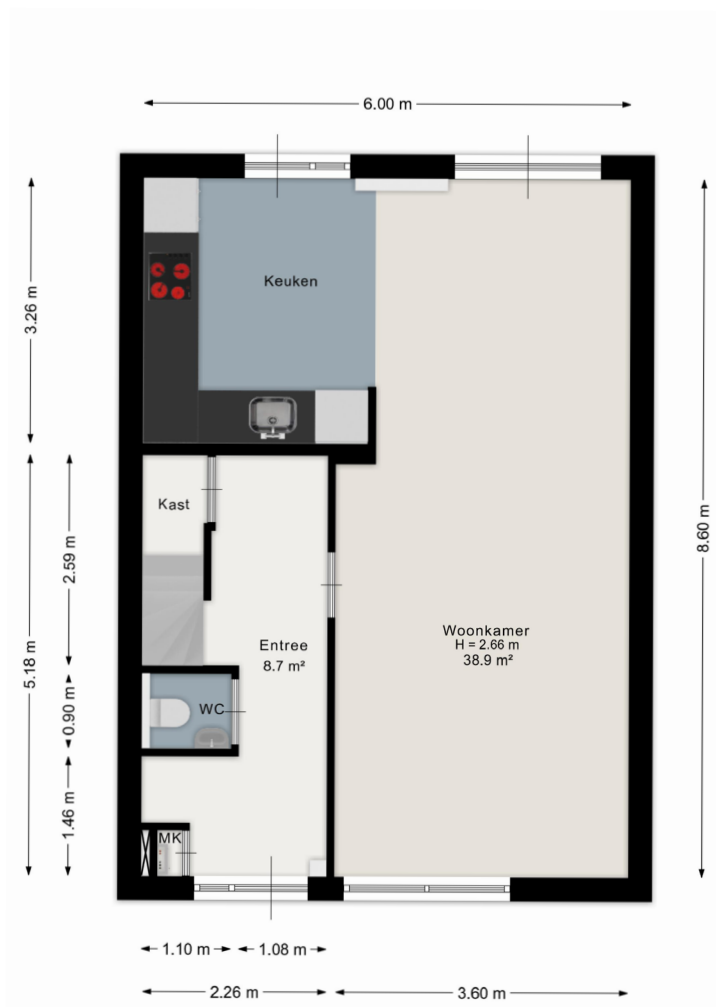 6.00 m
3.26 m
Keuken
Kast
2.59 m
8.60 m
5.18 m
Entree
8.7 m²
Woonkamer
H = 2.66 m
38.9 m²
0.90 m
WC
1.46 m
MK
1.10 m
1.08 m
2.26 m
3.60 m